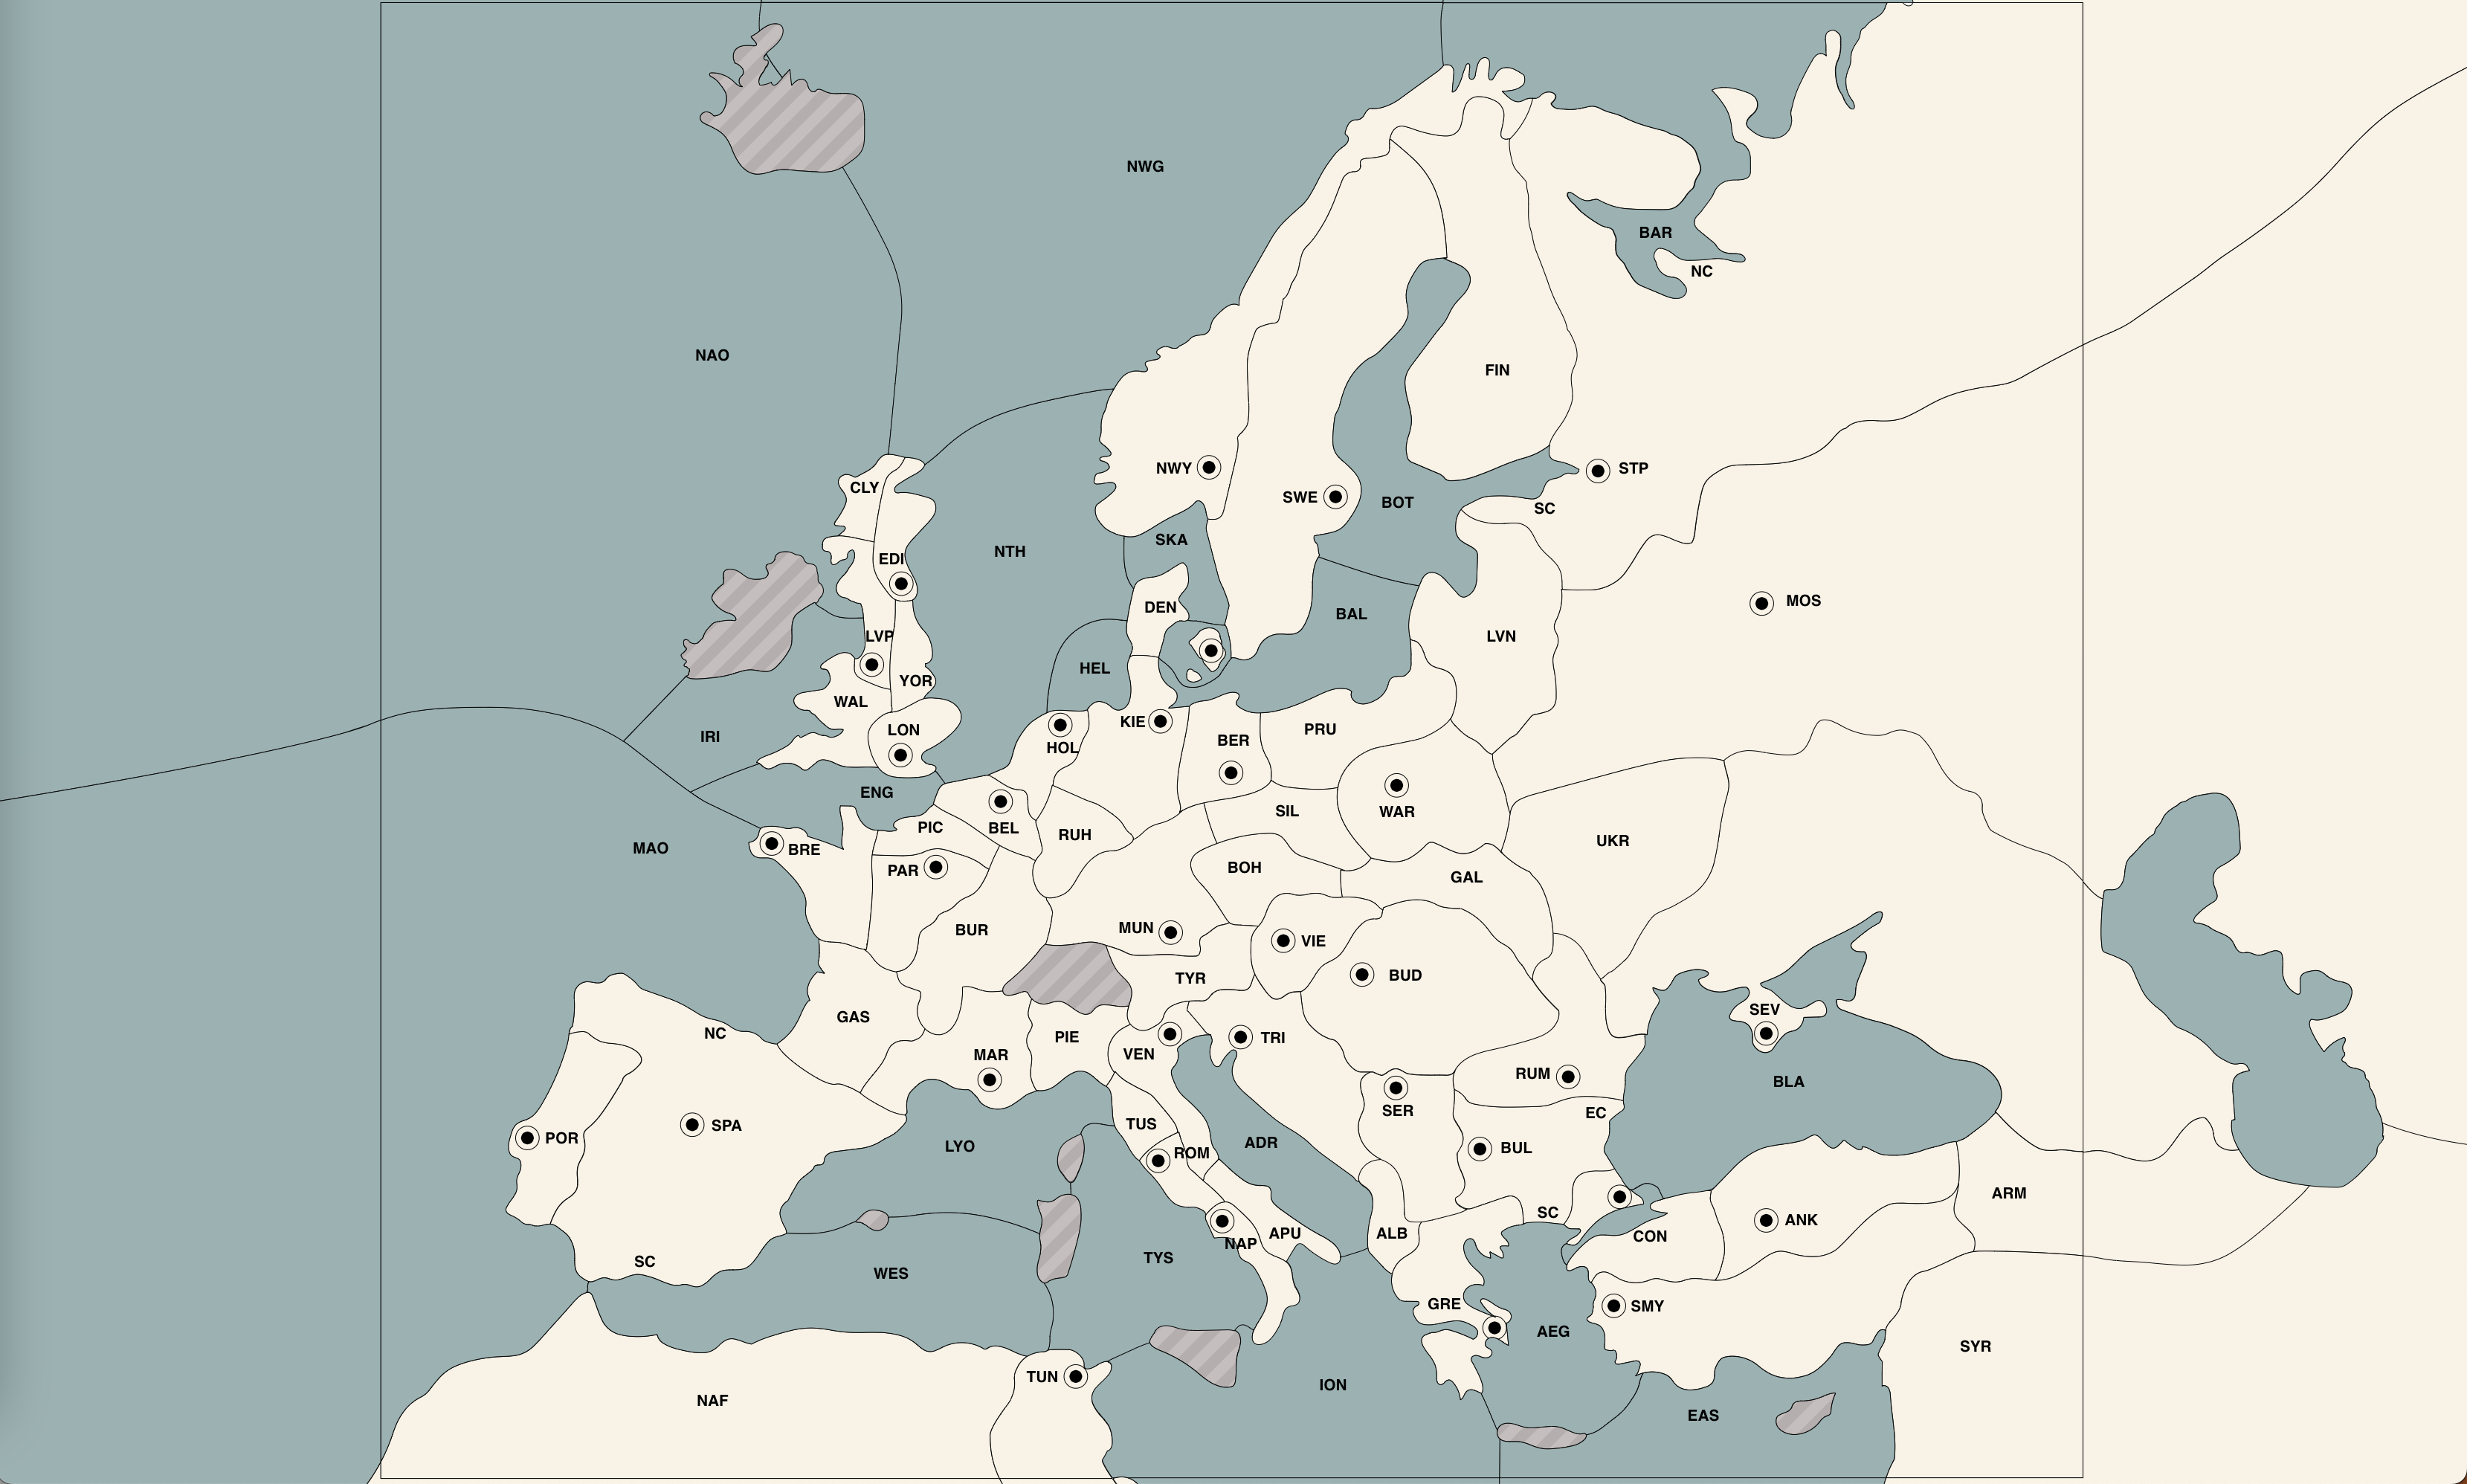 NWG
BAR
NC
NAO
FIN
NWY
STP
CLY
SWE
BOT
SC
SKA
NTH
EDI
MOS
DEN
BAL
LVP
LVN
HEL
YOR
WAL
KIE
LON
PRU
IRI
BER
HOL
ENG
SIL
WAR
PIC
BEL
RUH
UKR
MAO
BRE
BOH
PAR
GAL
MUN
BUR
VIE
BUD
TYR
SEV
GAS
NC
PIE
TRI
VEN
MAR
RUM
BLA
SER
EC
TUS
SPA
POR
ADR
LYO
BUL
ROM
ARM
SC
ANK
APU
ALB
CON
NAP
TYS
SC
WES
GRE
SMY
AEG
SYR
TUN
ION
NAF
EAS